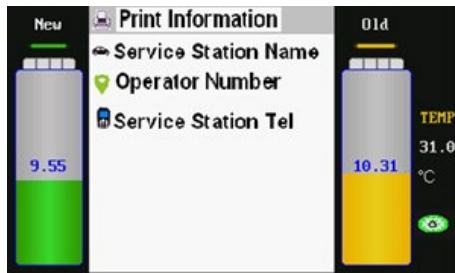 New
Print Information
Old
Service Station Name
Operator Number
Service Station Tel
TEMP
31.0
°C
9.55
10.31